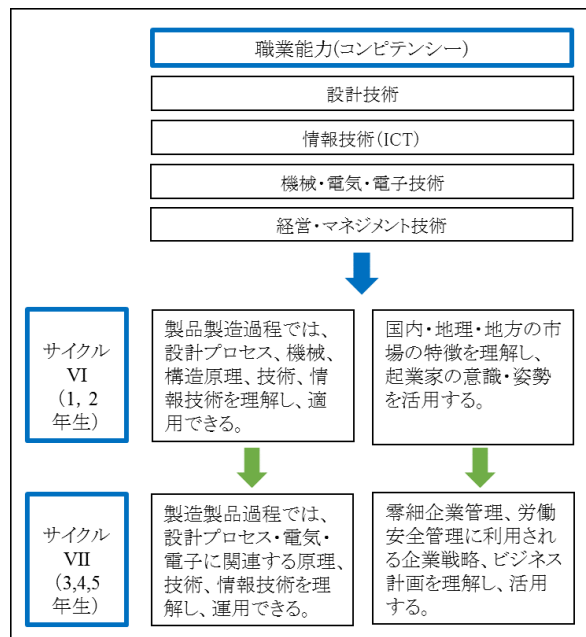 職業能力(コンピテンシー)
設計技術
情報技術(ICT)
機械・電気・電子技術
経営・マネジメント技術
サイクル
VI
(1, 2
年生)
製品製造過程では、
設計プロセス、機械、
構造原理、技術、情
報技術を理解し、適
用できる。
国内・地理・地方の市
場の特徴を理解し、
起業家の意識・姿勢
を活用する。
サイクル
VII
(3,4,5
年生)
製造製品過程では、
設計プロセス・電気・
電子に関連する原理、
技術、情報技術を理
解し、運用できる。
零細企業管理、労働
安全管理に利用され
る企業戦略、ビジネス
計画を理解し、活用
する。